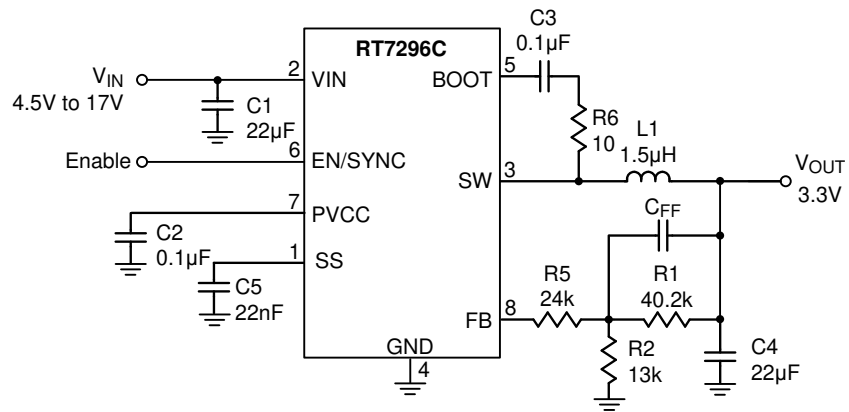 RT7296C
VIN
4.5V to 17V
2
VIN
C1
22µF
Enable
6
EN/SYNC
7
PVCC
C2
0.1µF
1
SS
C5
22nF
GND
4
BOOT
5
C3
0.1µF
R6
10
SW
3
L1
1.5µH
VOUT
3.3V
CFF
FB
8
R5
24k
R1
40.2k
R2
13k
C4
22µF